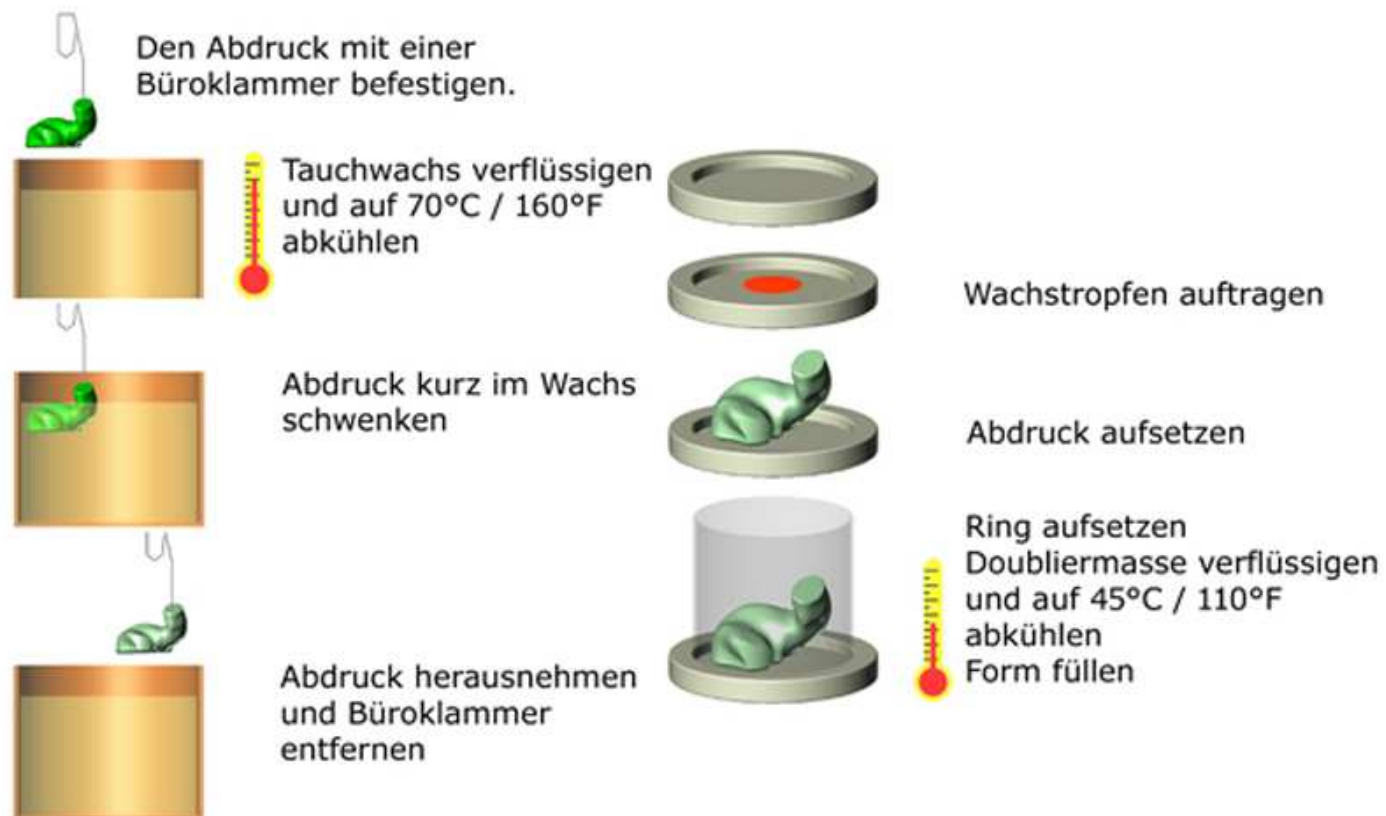 Den Abdruck mit einer
Büroklammer befestigen.
Tauchwachs verflüssigen
und auf 70°C / 160°F
abkühlen
Abdruck kurz im Wachs
schwenken
Abdruck herausnehmen
und Büroklammer
entfernen
Wachstropfen auftragen
Abdruck aufsetzen
Ring aufsetzen
Doubliermasse verflüssigen
und auf 45°C / 110°F
abkühlen
Form füllen